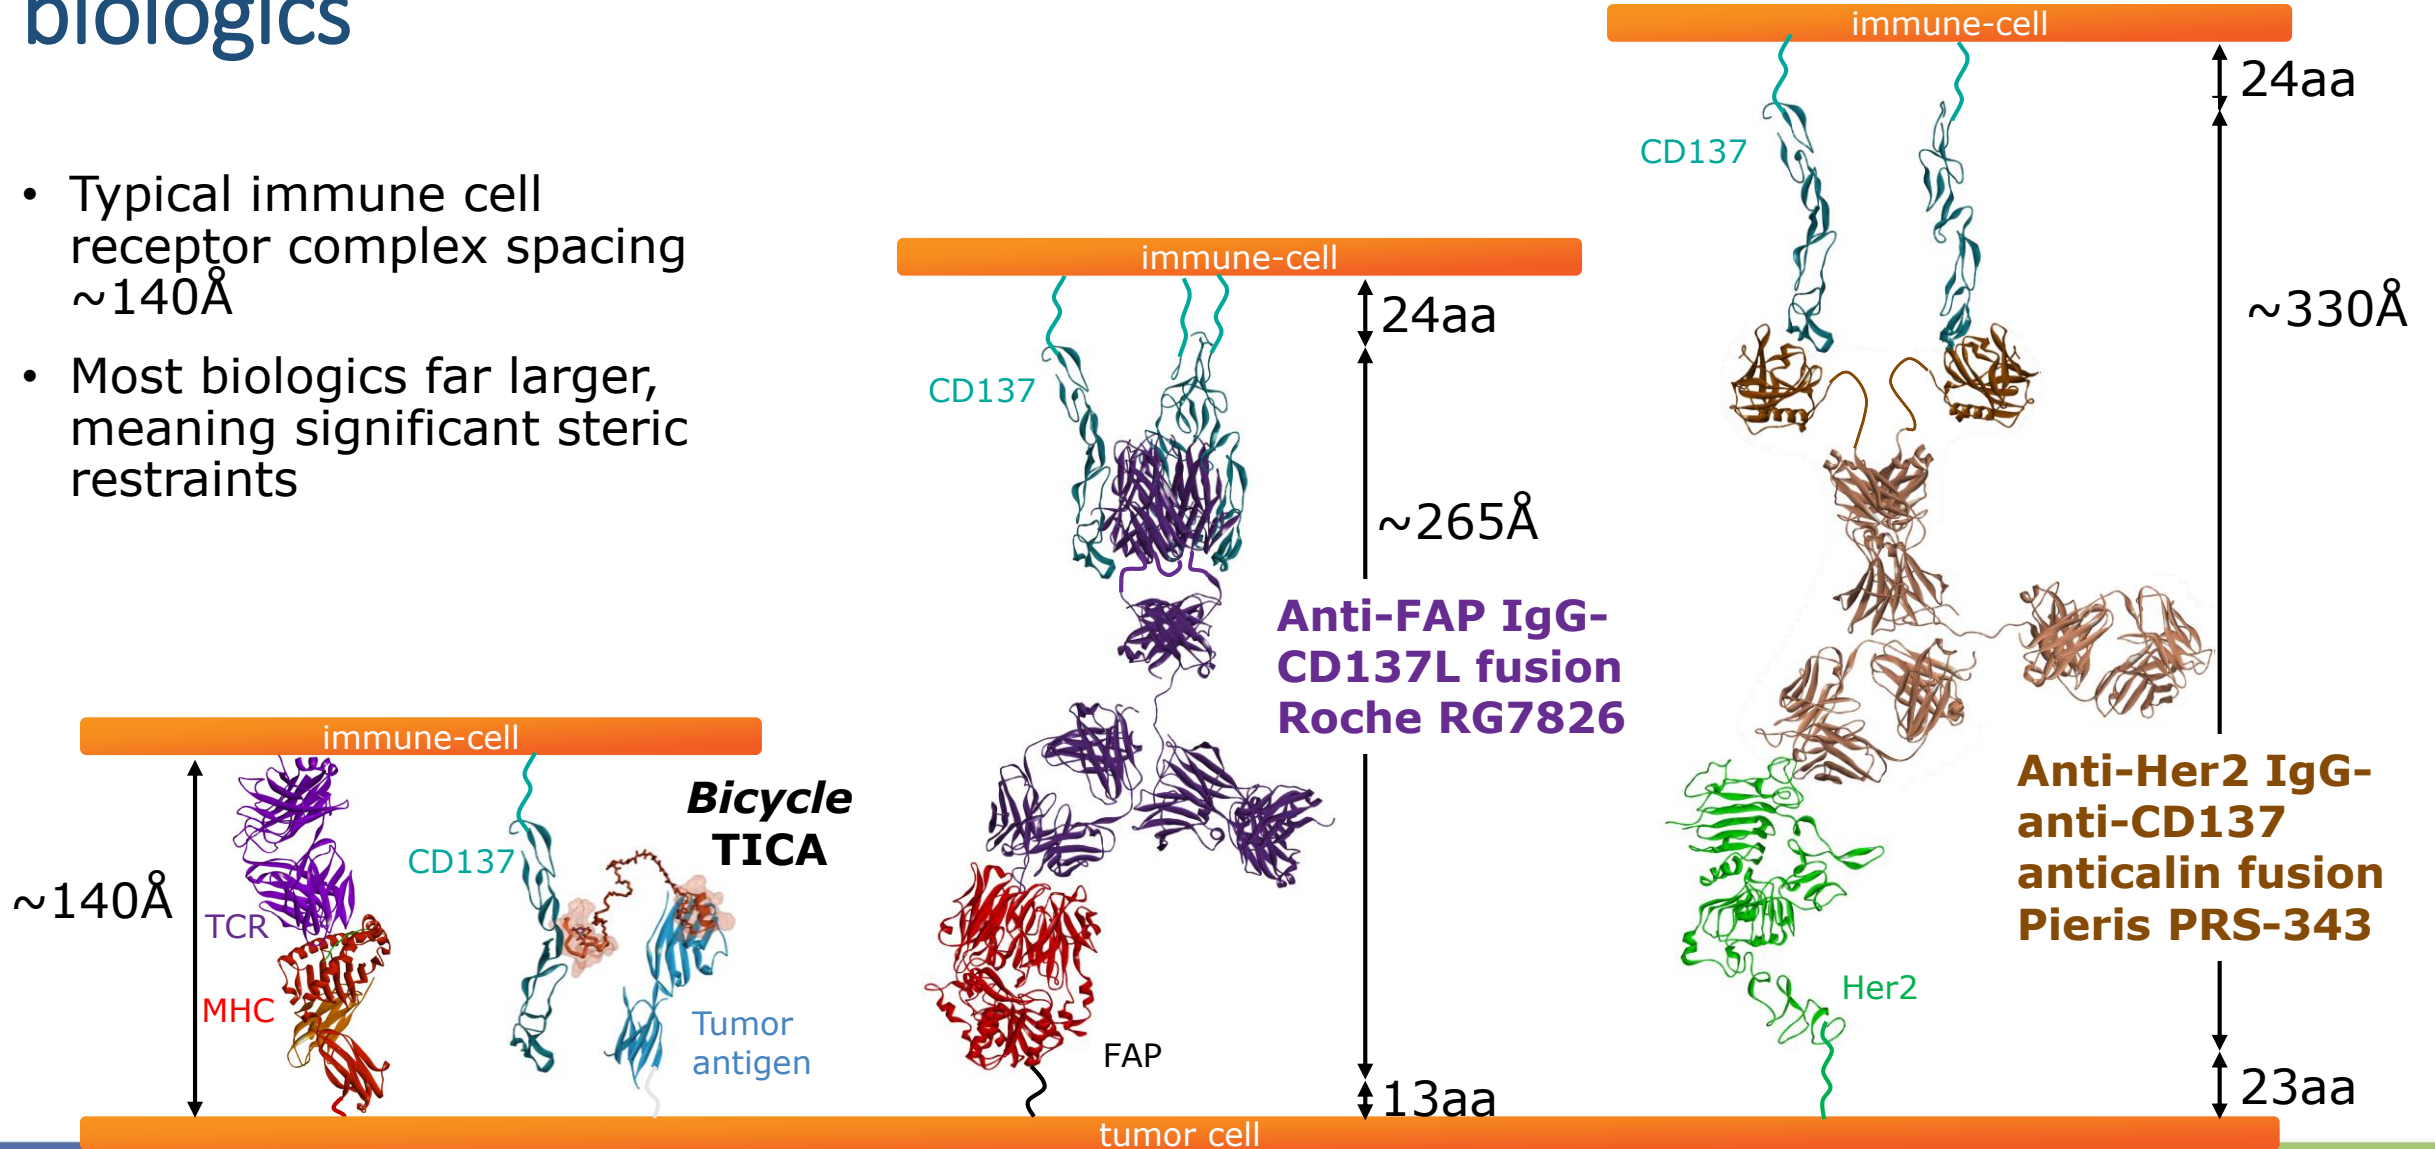 biologics
• Typical immune cell
receptor complex spacing
~140Å
• Most biologics far larger,
meaning significant steric
restraints
immune-cell
~140Å
TCR
MHC
CD137
Bicycle
TICA
Tumor
antigen
immune-cell
CD137
24aa
~265Å
Anti-FAP IgG-
CD137L fusion
Roche RG7826
FAP
13aa
immune-cell
CD137
24aa
~330Å
Anti-Her2 IgG-
anti-CD137
anticalin fusion
Pieris PRS-343
Her2
23aa
tumor cell